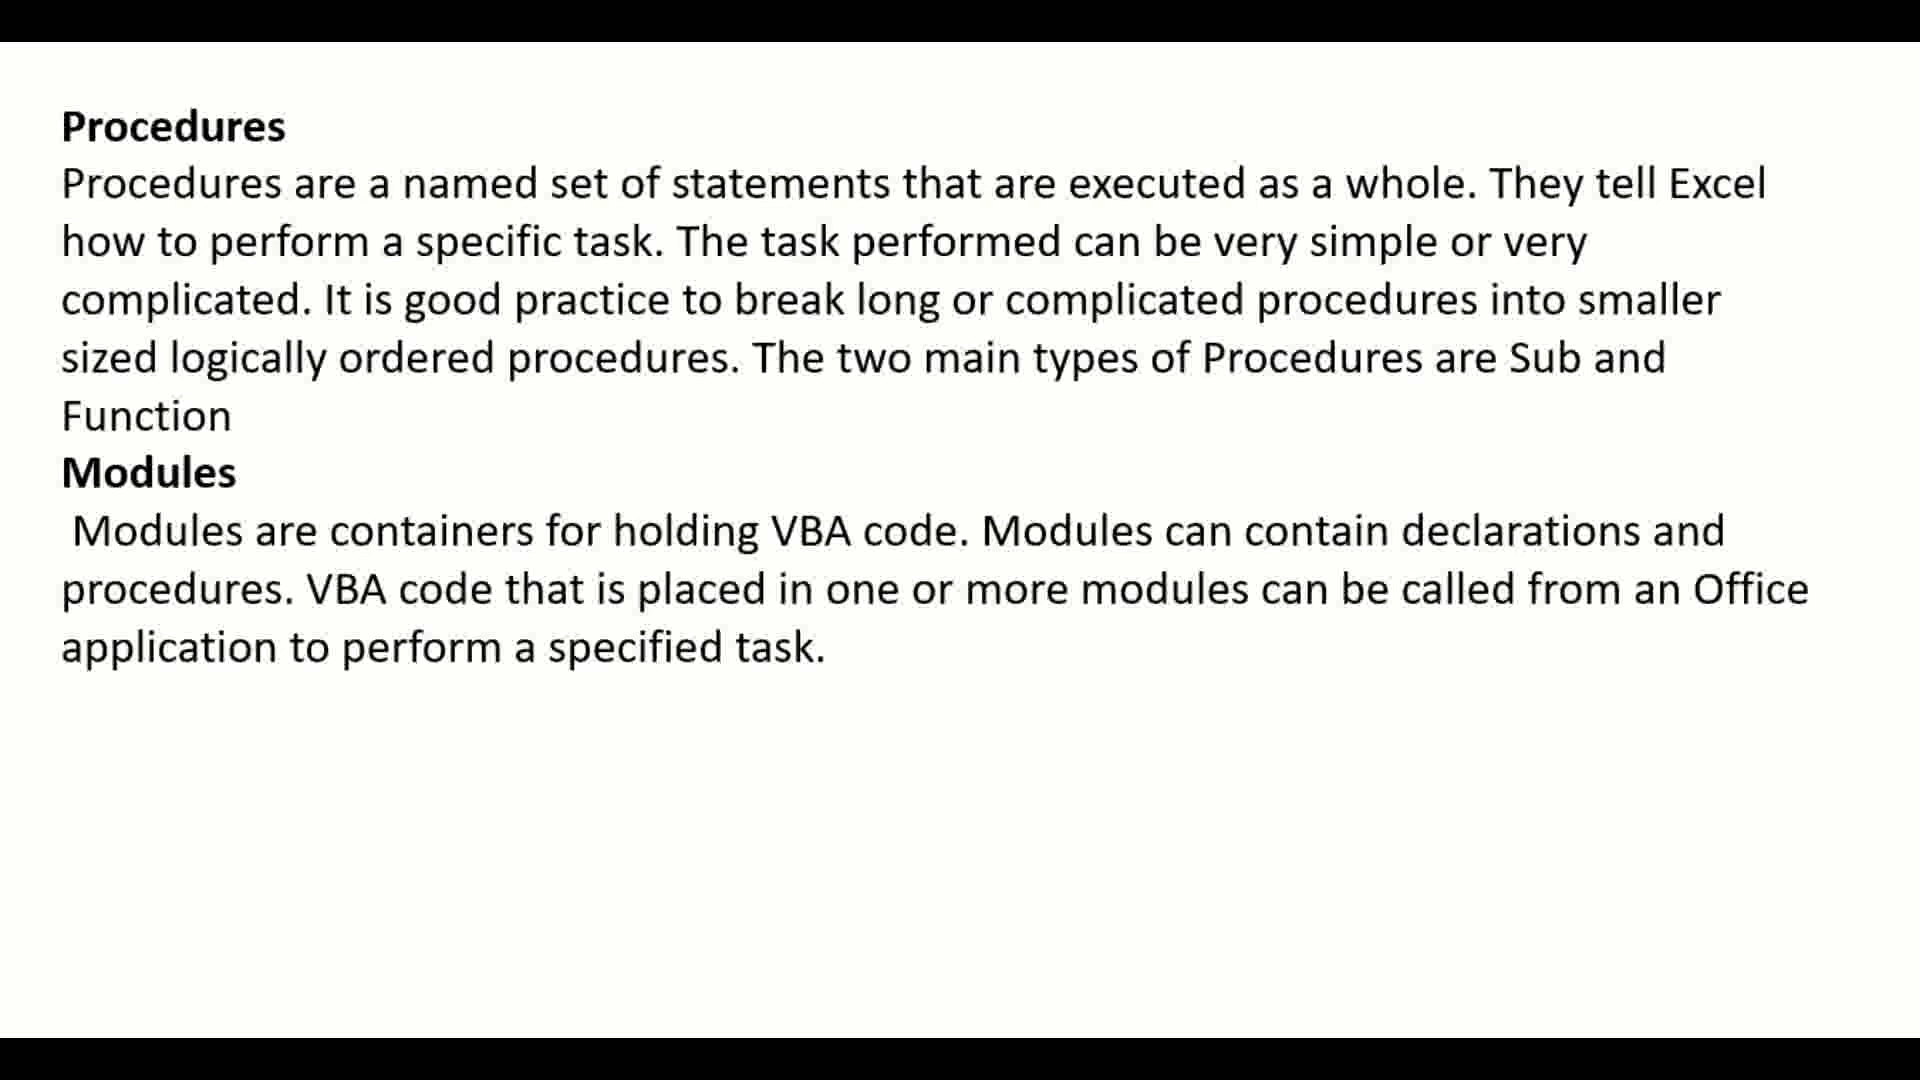 Procedures
Procedures are a named set of statements that are executed as a whole. They tell Excel
how to perform a specific task. The task performed can be very simple or very
complicated. It is good practice to break long or complicated procedures into smaller
sized logically ordered procedures. The two main types of Procedures are Sub and
Function
Modules
Modules are containers for holding VBA code. Modules can contain declarations and
procedures. VBA code that is placed in one or more modules can be called from an Office
application to perform a specified task.